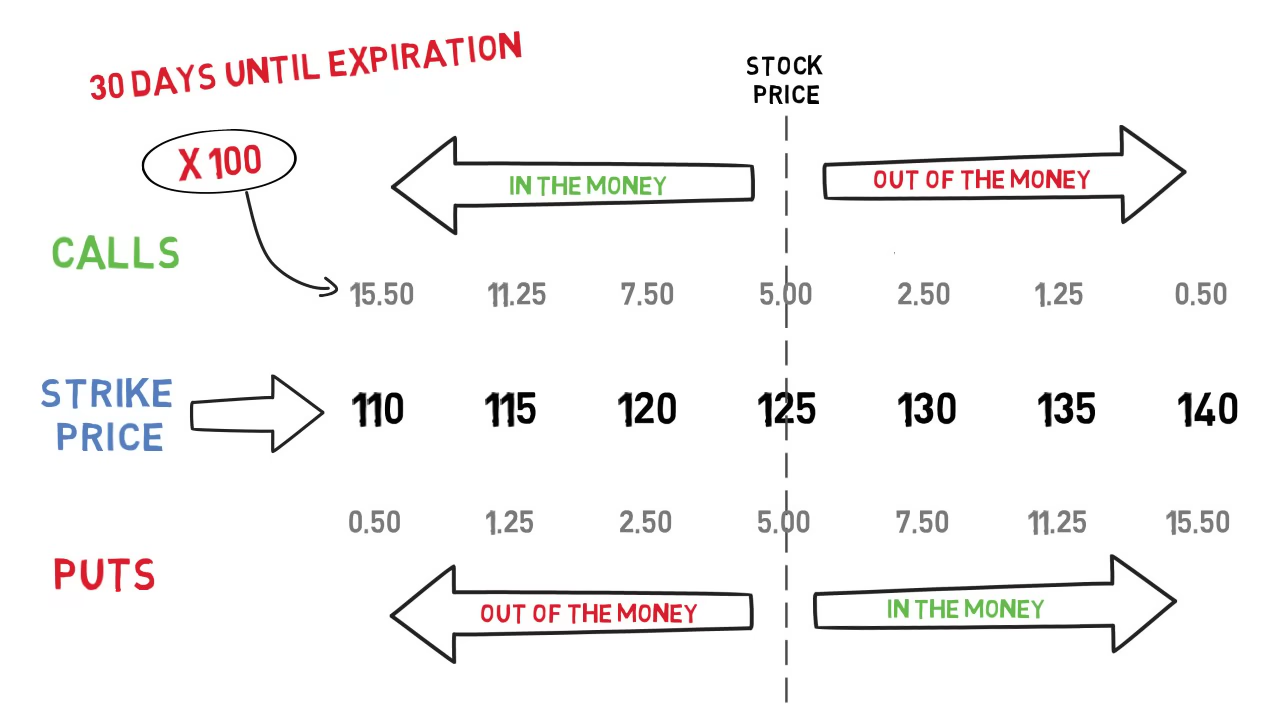 30 DAYS UNTIL EXPIRATION
STOCK
PRICE
X 100
IN THE MONEY
OUT OF THE MONEY
CALLS
15.50 11.25 7.50 5.00 2.50 1.25 0.50
STRIKE
PRICE
110 115 120 125 130 135 140
0.50 1.25 2.50 5.00 7.50 11.25 15.50
PUTS
OUT OF THE MONEY
IN THE MONEY